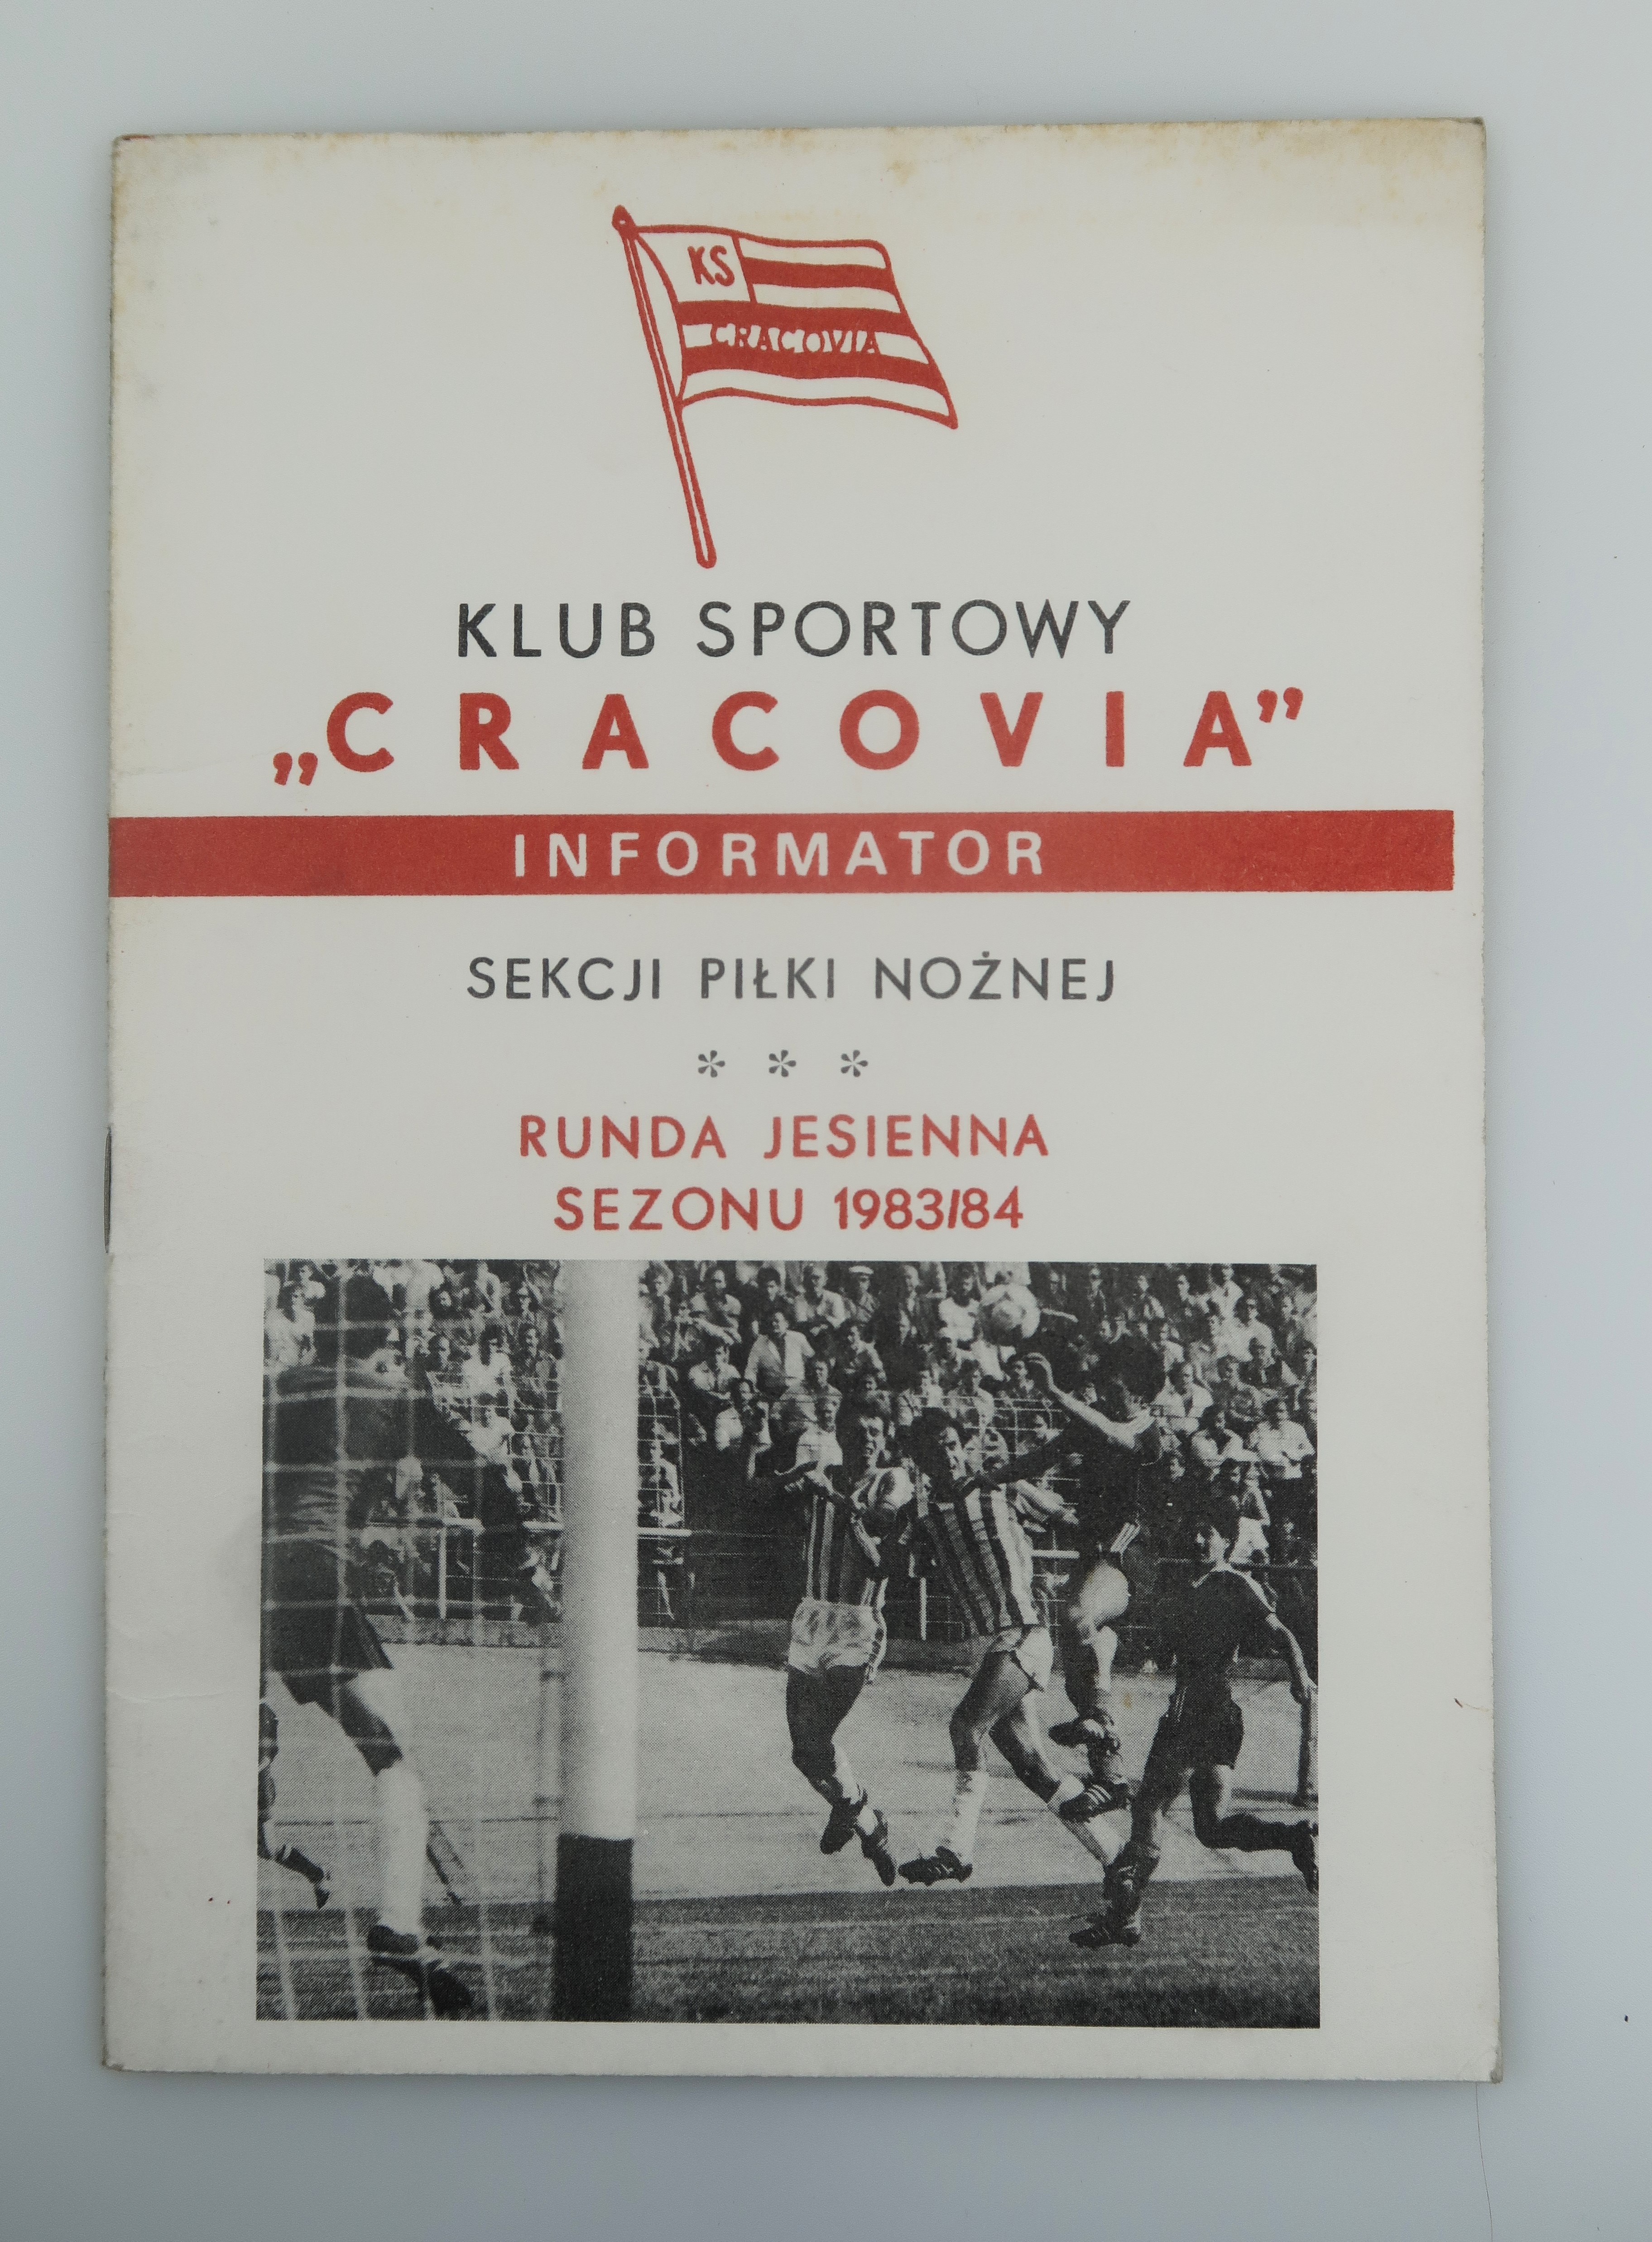 KS
CRACOVIA
KLUB SPORTOWY
„CRACOVIA”
INFORMATOR
SEKCJI PIŁKI NOŻNEJ
* * *
RUNDA JESIENNA
SEZONU 1983/84